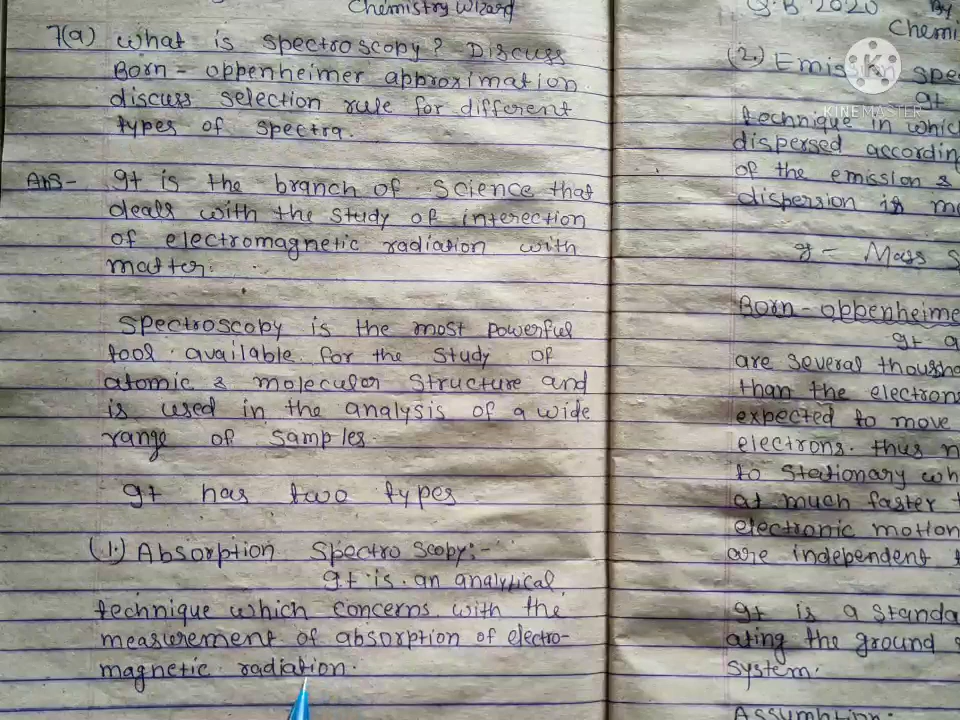 Chemistry Wizard
7(a) What is spectroscopy? Discuss
Born-oppenheimer approximation
discuss selection rule for different
types of spectra.
Ans- It is the branch of science that
deals with the study of interection
of electromagnetic radiation with
matter.
Spectroscopy is the most powerful
tool available for the study of
atomic & molecular structure and
is used in the analysis of a wide
range of samples.
It has two types
(1.) Absorption Spectroscopy:-
It is an analytical
technique which concerns with the
measurement of absorption of electro-
magnetic radiation.
Q.B 2020 By
Chemi
(2.) Emis spe
K
KINEMASTER
It
technique in which
dispersed accordin
of the emission &
dispersion is m
Mass S
Born-oppenheime
It a
are several thousa
than the electrons
expected to move
electrons. thus n
to stationary wh
at much faster t
electronic motion
are independent
It is a standa
ating the ground s
system.
Assumption: